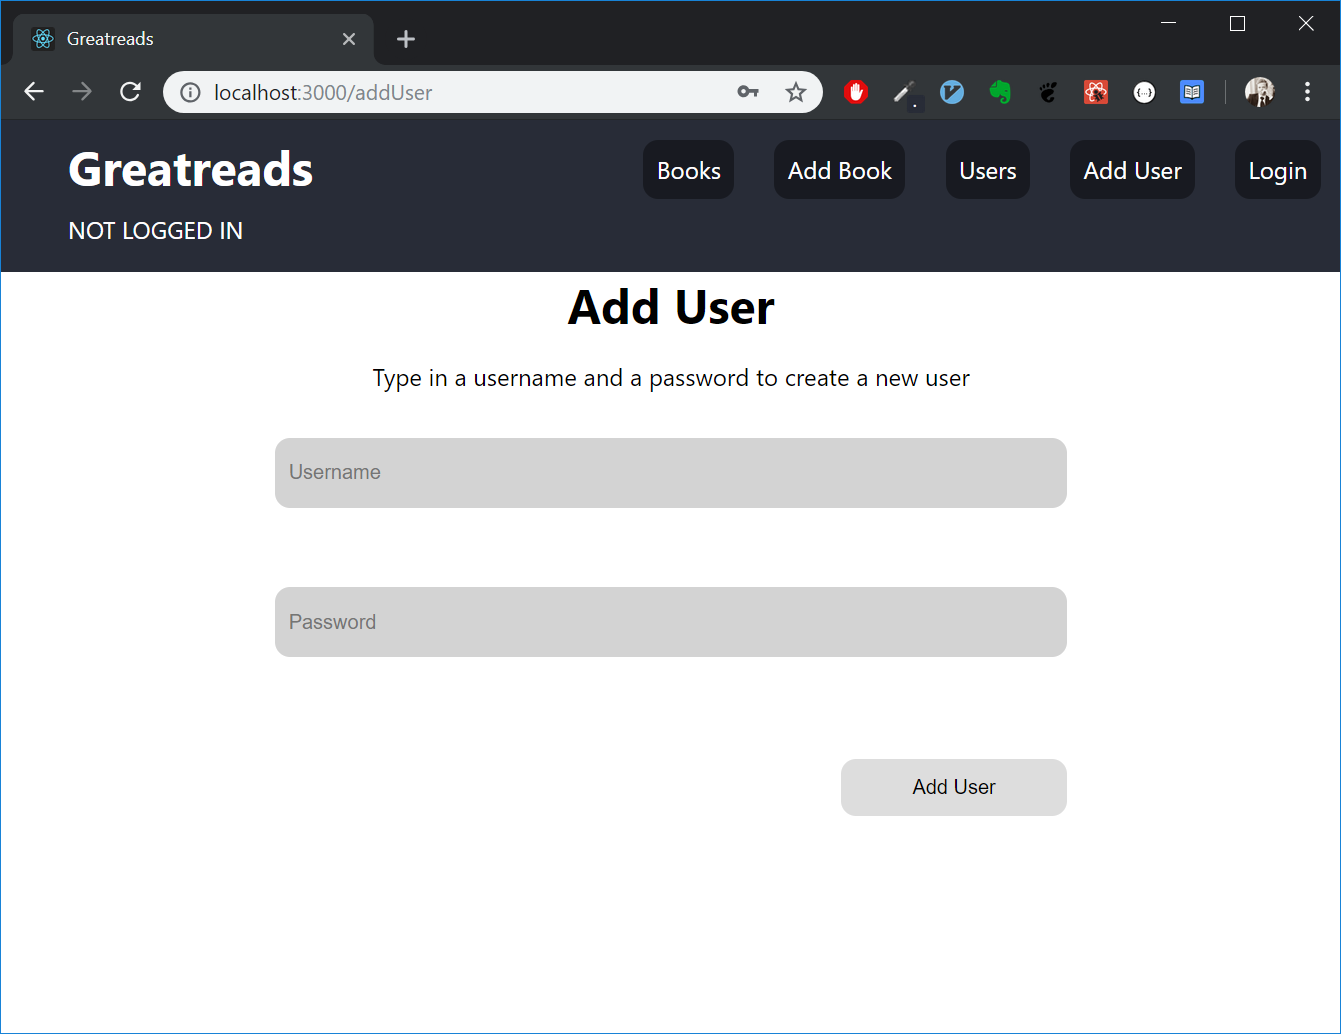 Greatreads
localhost:3000/addUser
Greatreads
Books Add Book Users Add User Login
NOT LOGGED IN
Add User
Type in a username and a password to create a new user
Username
Password
Add User